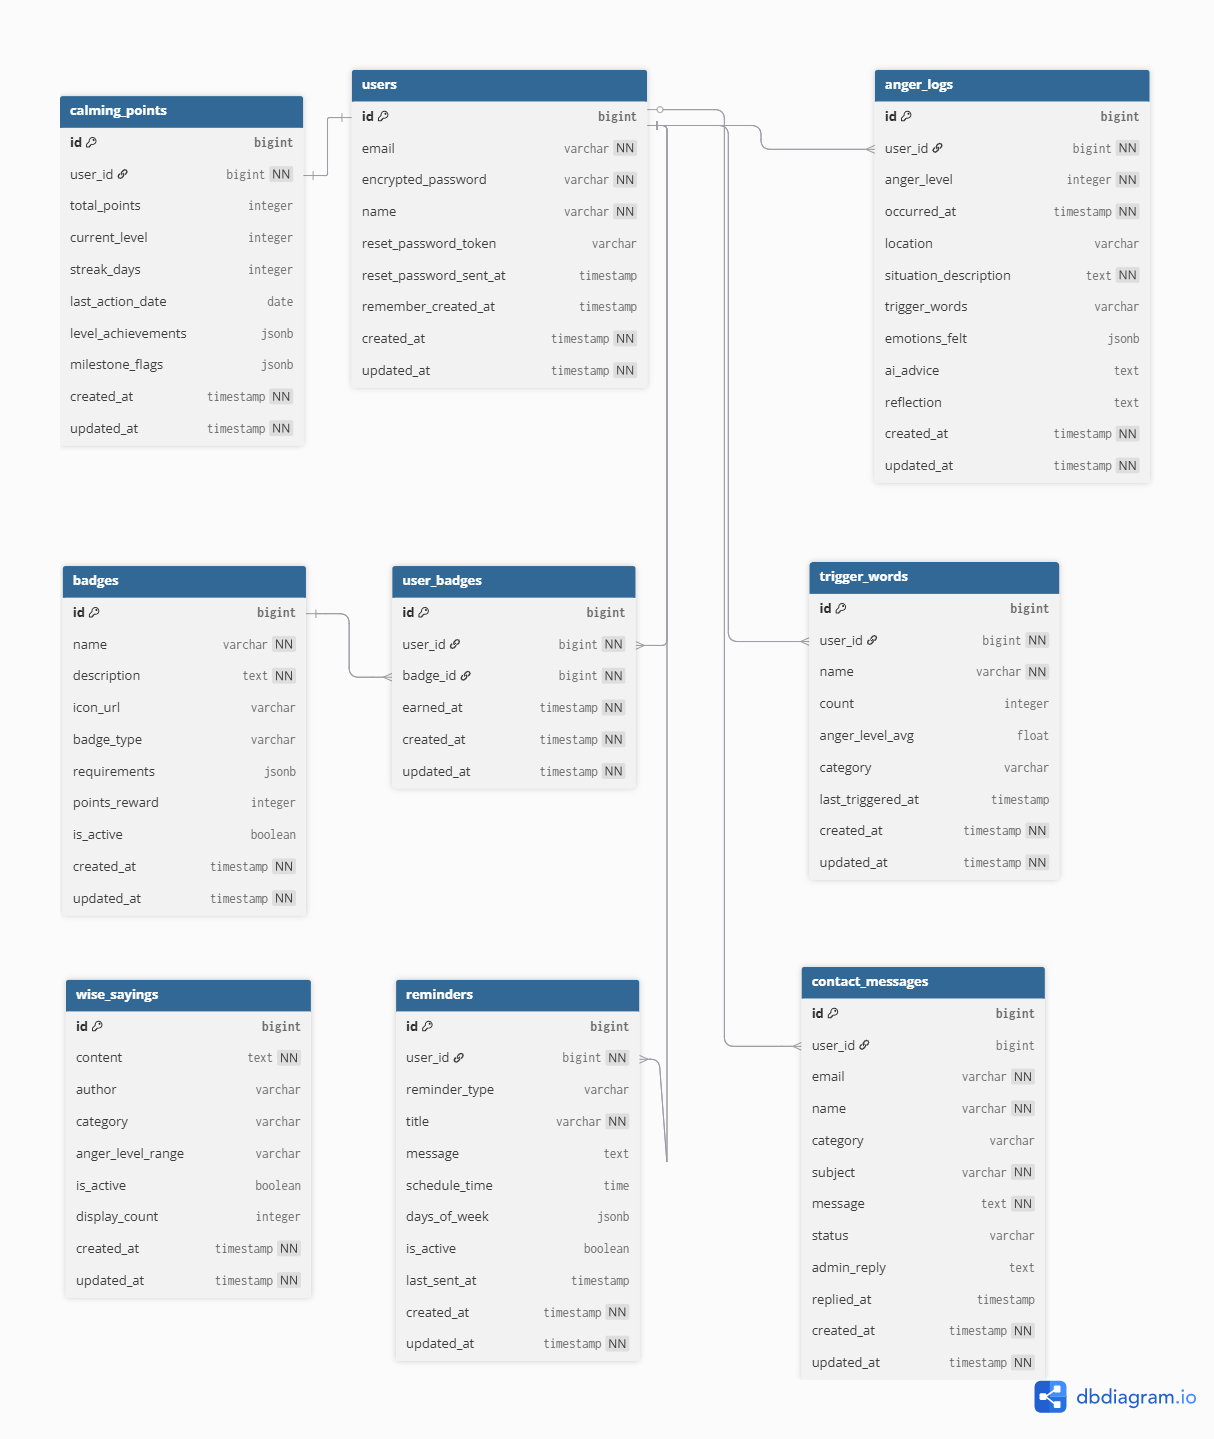 users
id bigint
email varchar NN
encrypted_password varchar NN
name varchar NN
reset_password_token varchar
reset_password_sent_at timestamp
remember_created_at timestamp
created_at timestamp NN
updated_at timestamp NN
anger_logs
id bigint
user_id bigint NN
anger_level integer NN
occurred_at timestamp NN
location varchar
situation_description text NN
trigger_words varchar
emotions_felt jsonb
ai_advice text
reflection text
created_at timestamp NN
updated_at timestamp NN
calming_points
id bigint
user_id bigint NN
total_points integer
current_level integer
streak_days integer
last_action_date date
level_achievements jsonb
milestone_flags jsonb
created_at timestamp NN
updated_at timestamp NN
badges
id bigint
name varchar NN
description text NN
icon_url varchar
badge_type varchar
requirements jsonb
points_reward integer
is_active boolean
created_at timestamp NN
updated_at timestamp NN
user_badges
id bigint
user_id bigint NN
badge_id bigint NN
earned_at timestamp NN
created_at timestamp NN
updated_at timestamp NN
trigger_words
id bigint
user_id bigint NN
name varchar NN
count integer
anger_level_avg float
category varchar
last_triggered_at timestamp
created_at timestamp NN
updated_at timestamp NN
wise_sayings
id bigint
content text NN
author varchar
category varchar
anger_level_range varchar
is_active boolean
display_count integer
created_at timestamp NN
updated_at timestamp NN
reminders
id bigint
user_id bigint NN
reminder_type varchar
title varchar NN
message text
schedule_time time
days_of_week jsonb
is_active boolean
last_sent_at timestamp
created_at timestamp NN
updated_at timestamp NN
contact_messages
id bigint
user_id bigint
email varchar NN
name varchar NN
category varchar
subject varchar NN
message text NN
status varchar
admin_reply text
replied_at timestamp
created_at timestamp NN
updated_at timestamp NN
dbdiagram.io